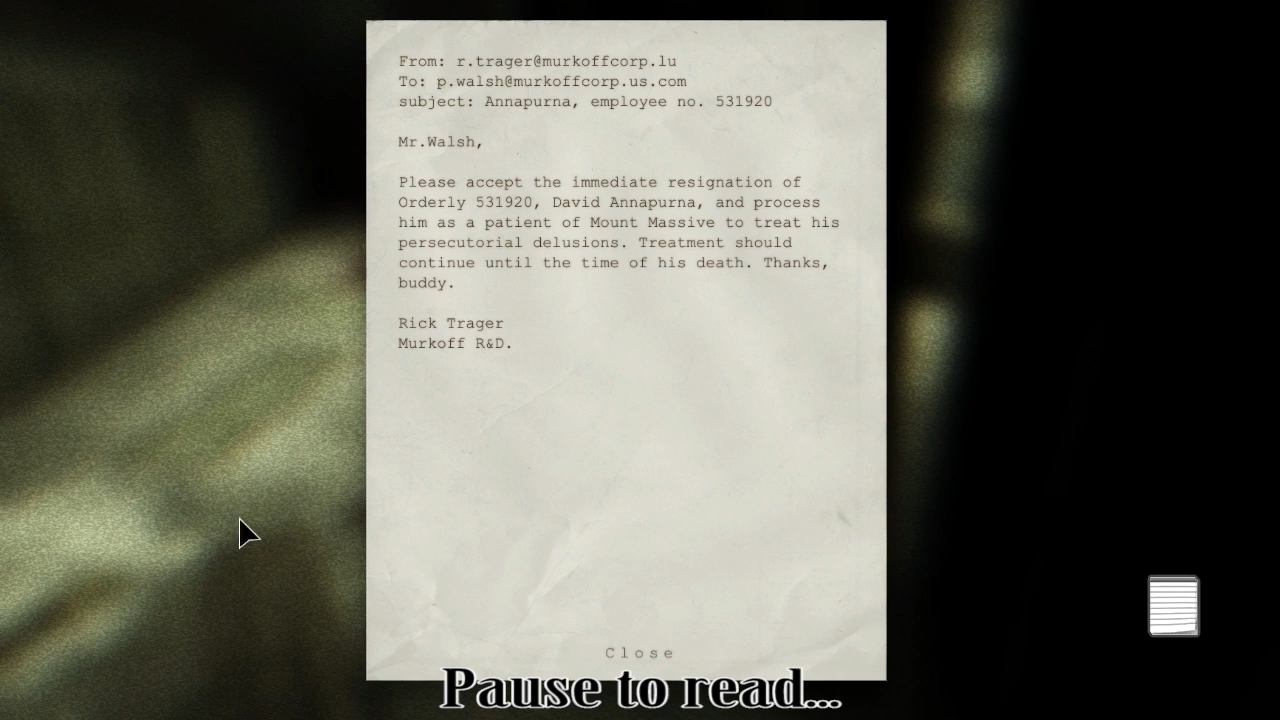 From: r.trager@murkoffcorp.lu
To: p.walsh@murkoffcorp.us.com
subject: Annapurna, employee no. 531920
Mr.Walsh,
Please accept the immediate resignation of
Orderly 531920, David Annapurna, and process
him as a patient of Mount Massive to treat his
persecutorial delusions. Treatment should
continue until the time of his death. Thanks,
buddy.
Rick Trager
Murkoff R&D.
Close
Pause to read...